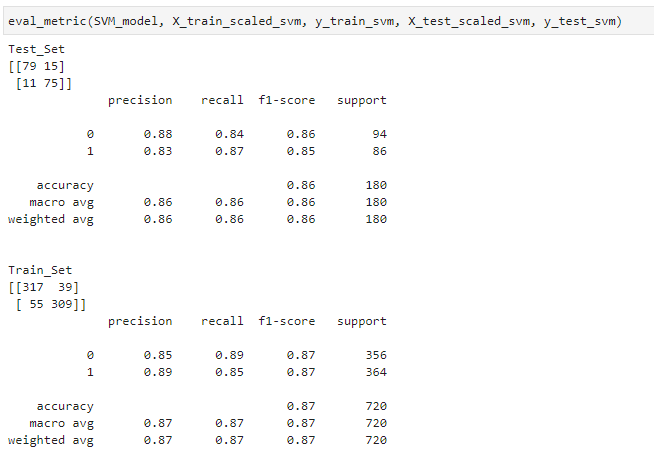 eval_metric(SVM_model, X_train_scaled_svm, y_train_svm, X_test_scaled_svm, y_test_svm)
Test_Set
[[79 15]
 [11 75]]
              precision    recall  f1-score   support
           0       0.88      0.84      0.86        94
           1       0.83      0.87      0.85        86
    accuracy                           0.86       180
   macro avg       0.86      0.86      0.86       180
weighted avg       0.86      0.86      0.86       180
Train_Set
[[317  39]
 [ 55 309]]
              precision    recall  f1-score   support
           0       0.85      0.89      0.87       356
           1       0.89      0.85      0.87       364
    accuracy                           0.87       720
   macro avg       0.87      0.87      0.87       720
weighted avg       0.87      0.87      0.87       720